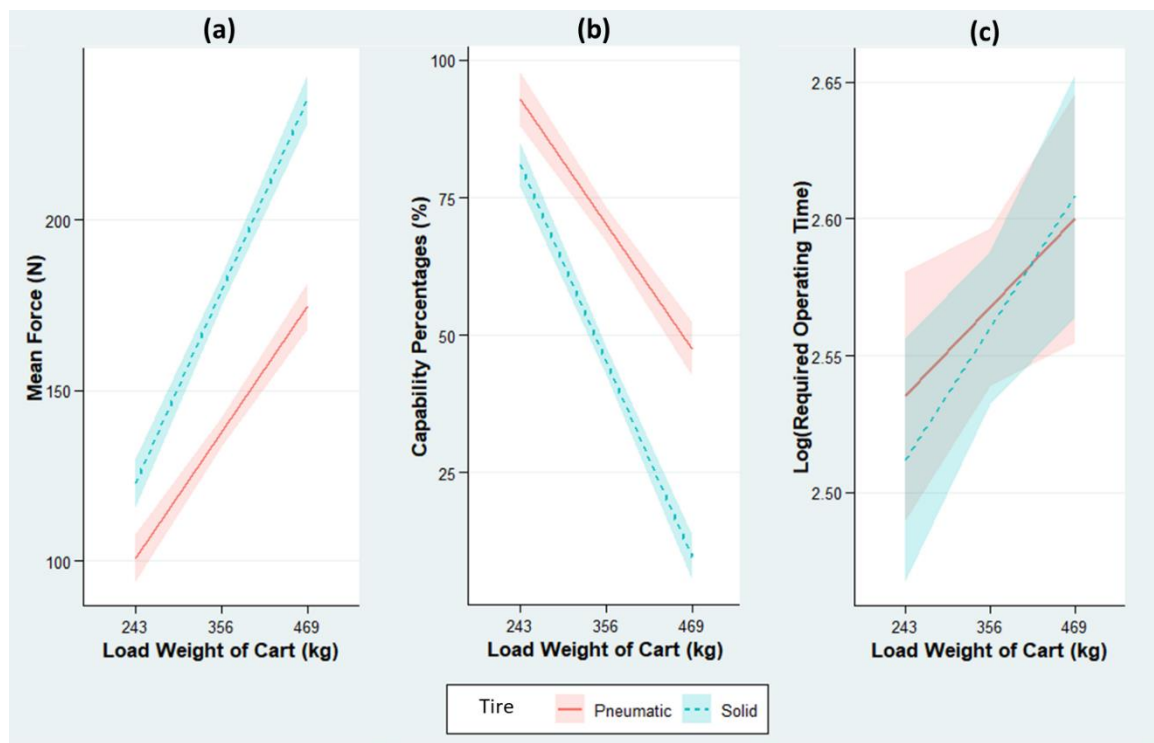 (a)
Mean Force (N)
200
150
100
243 356 469
Load Weight of Cart (kg)
(b)
Capability Percentages (%)
100
75
50
25
243 356 469
Load Weight of Cart (kg)
(c)
Log(Required Operating Time)
2.65
2.60
2.55
2.50
243 356 469
Load Weight of Cart (kg)
Tire Pneumatic Solid